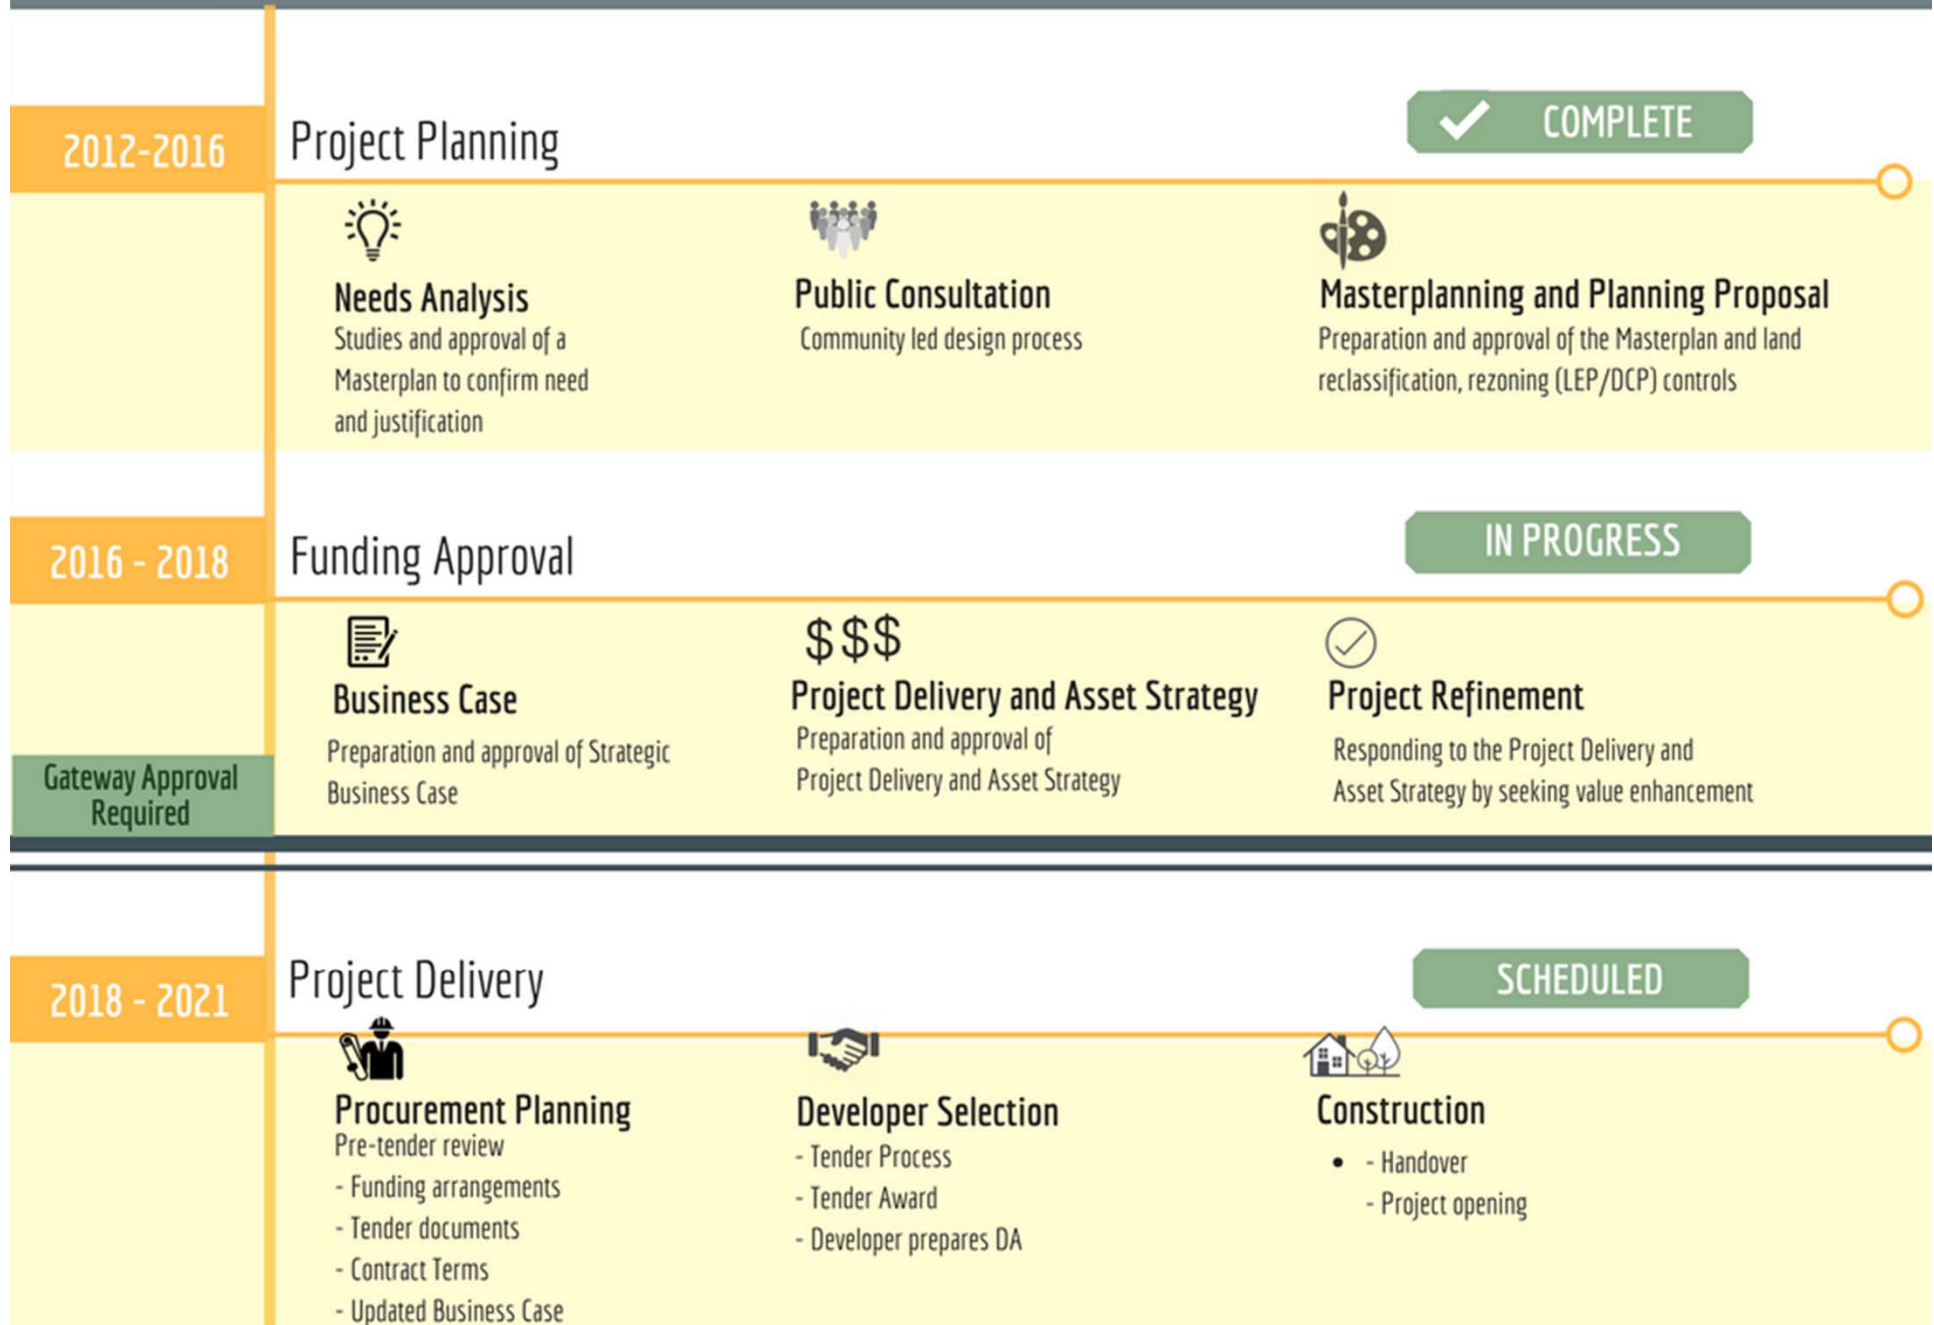 2012-2016
Project Planning
COMPLETE
Needs Analysis
Studies and approval of a
Masterplan to confirm need
and justification
Public Consultation
Community led design process
Masterplanning and Planning Proposal
Preparation and approval of the Masterplan and land
reclassification, rezoning (LEP/DCP) controls
2016 - 2018
Funding Approval
IN PROGRESS
Business Case
Preparation and approval of Strategic
Business Case
$$$
Project Delivery and Asset Strategy
Preparation and approval of
Project Delivery and Asset Strategy
Project Refinement
Responding to the Project Delivery and
Asset Strategy by seeking value enhancement
Gateway Approval
Required
2018 - 2021
Project Delivery
SCHEDULED
Procurement Planning
Pre-tender review
- Funding arrangements
- Tender documents
- Contract Terms
- Updated Business Case
Developer Selection
- Tender Process
- Tender Award
- Developer prepares DA
Construction
• - Handover
- Project opening